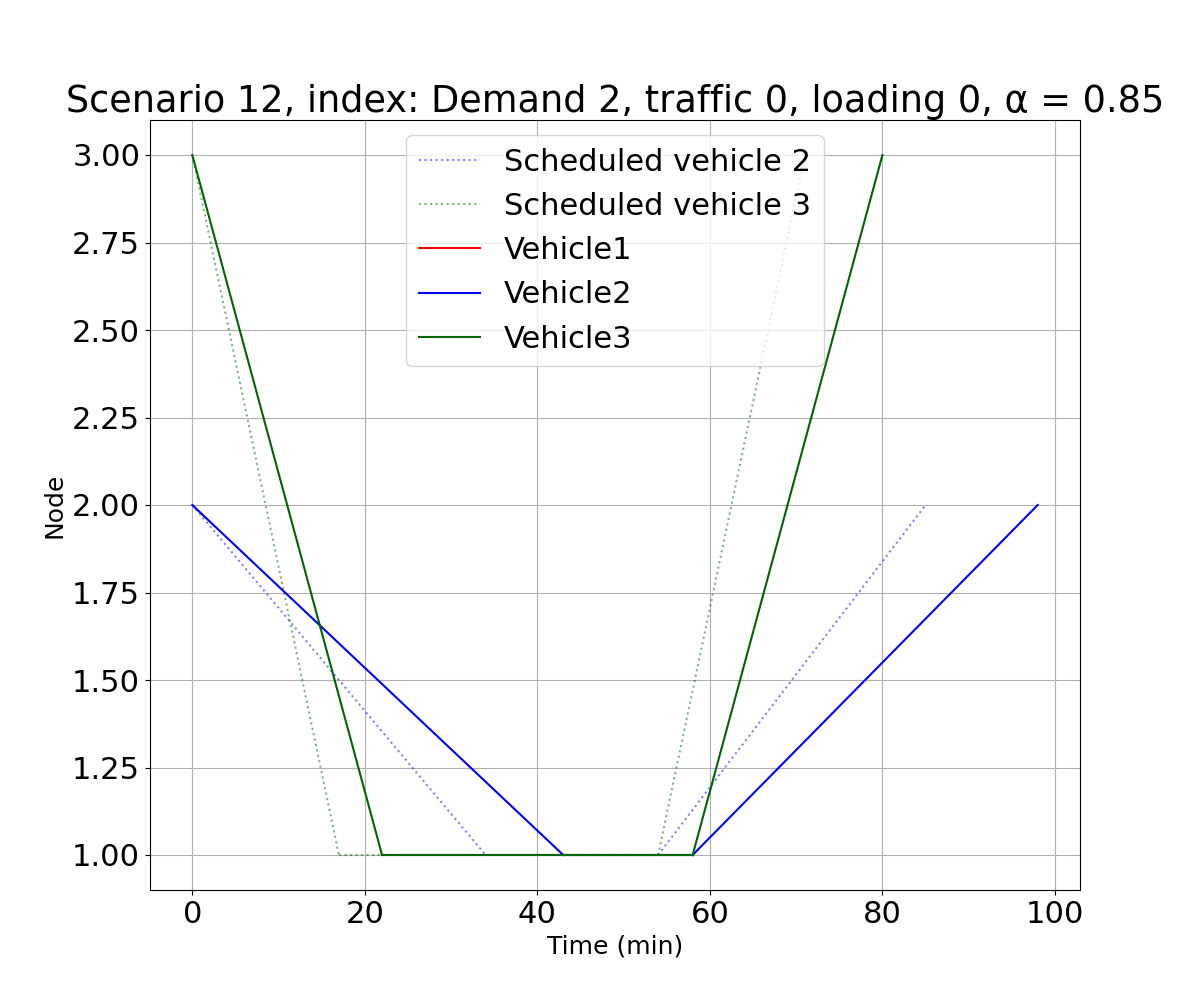 Scenario 12, index: Demand 2, traffic 0, loading 0, α = 0.85
Scheduled vehicle 2
Scheduled vehicle 3
Vehicle1
Vehicle2
Vehicle3
3.00
2.75
2.50
2.25
2.00
1.75
1.50
1.25
1.00
Node
0 20 40 60 80 100
Time (min)